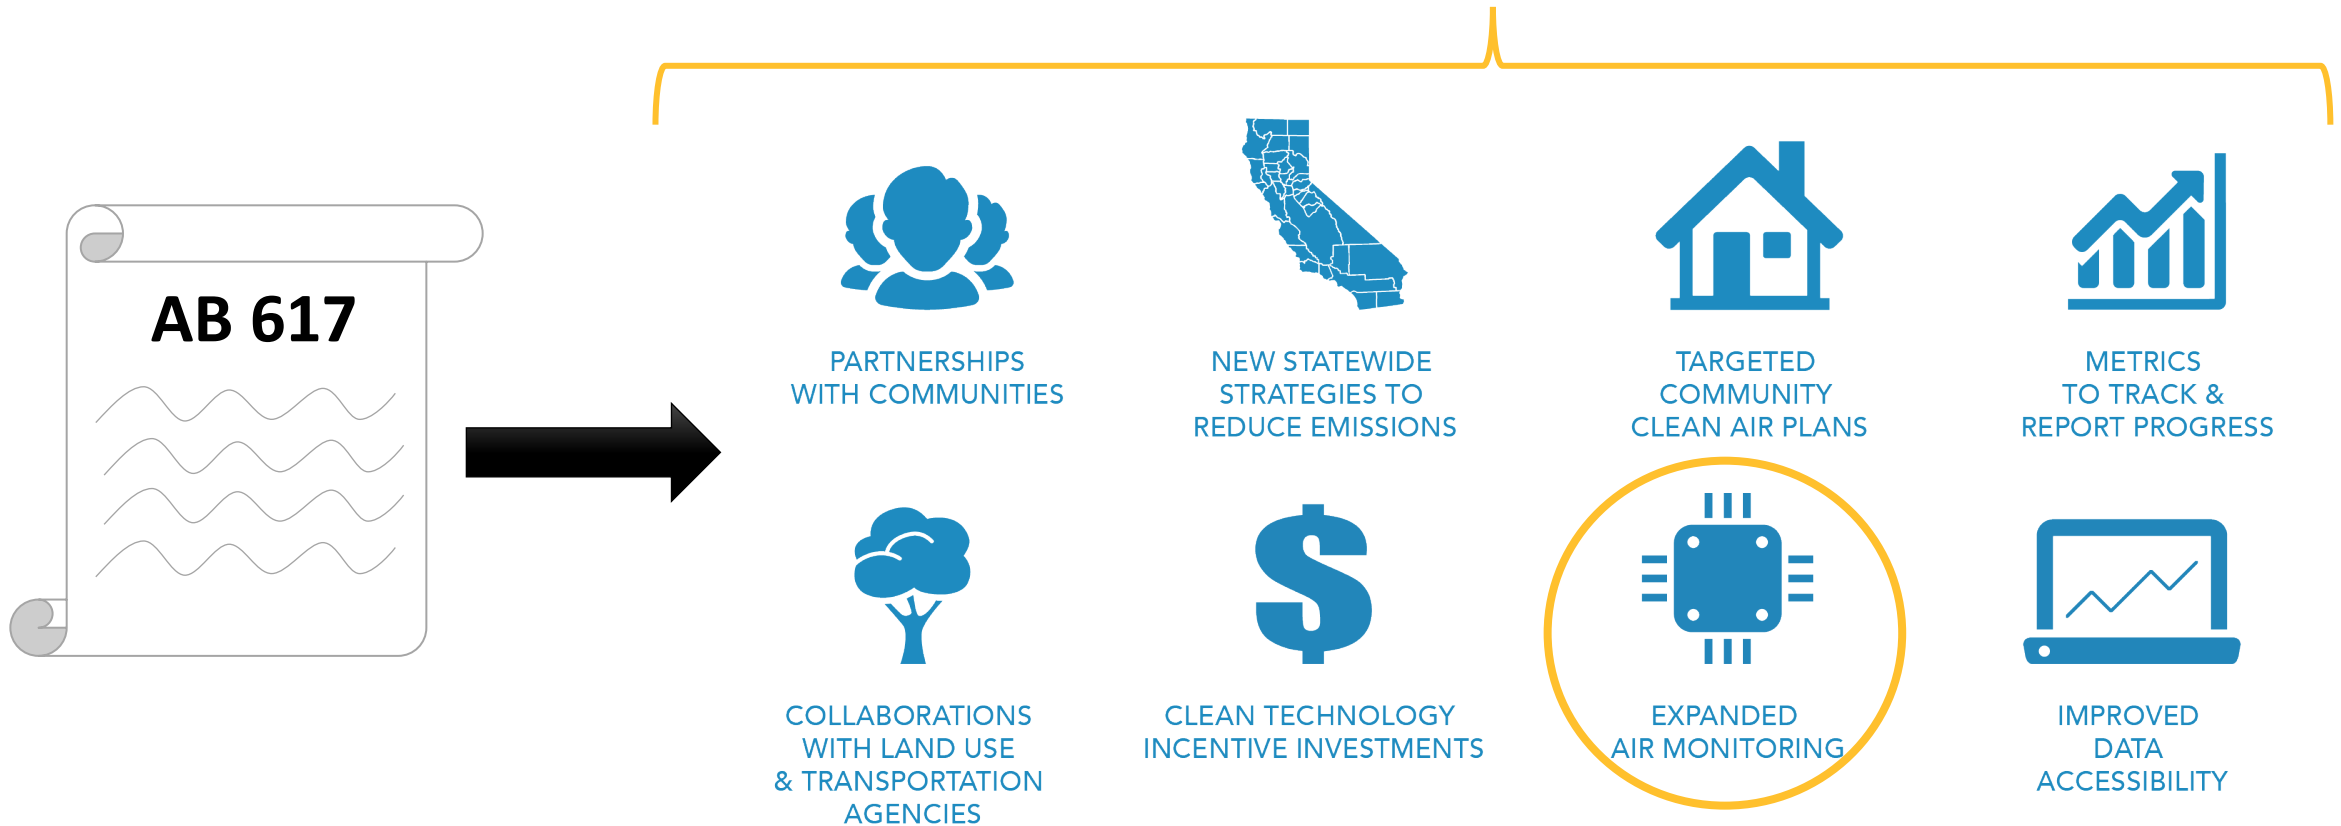 AB 617
PARTNERSHIPS
WITH COMMUNITIES
NEW STATEWIDE
STRATEGIES TO
REDUCE EMISSIONS
TARGETED
COMMUNITY
CLEAN AIR PLANS
METRICS
TO TRACK &
REPORT PROGRESS
COLLABORATIONS
WITH LAND USE
& TRANSPORTATION
AGENCIES
CLEAN TECHNOLOGY
INCENTIVE INVESTMENTS
EXPANDED
AIR MONITORING
IMPROVED
DATA
ACCESSIBILITY